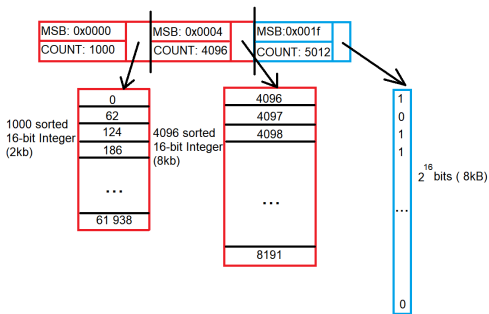 MSB: 0x0000
COUNT: 1000
MSB: 0x0004
COUNT: 4096
MSB:0x001f
COUNT: 5012
1000 sorted
16-bit Integer
(2kb)
0
62
124
186
...
61 938
4096 sorted
16-bit Integer
(8kb)
4096
4097
4098
...
8191
1
0
1
1
...
0
2^16 bits ( 8kB)